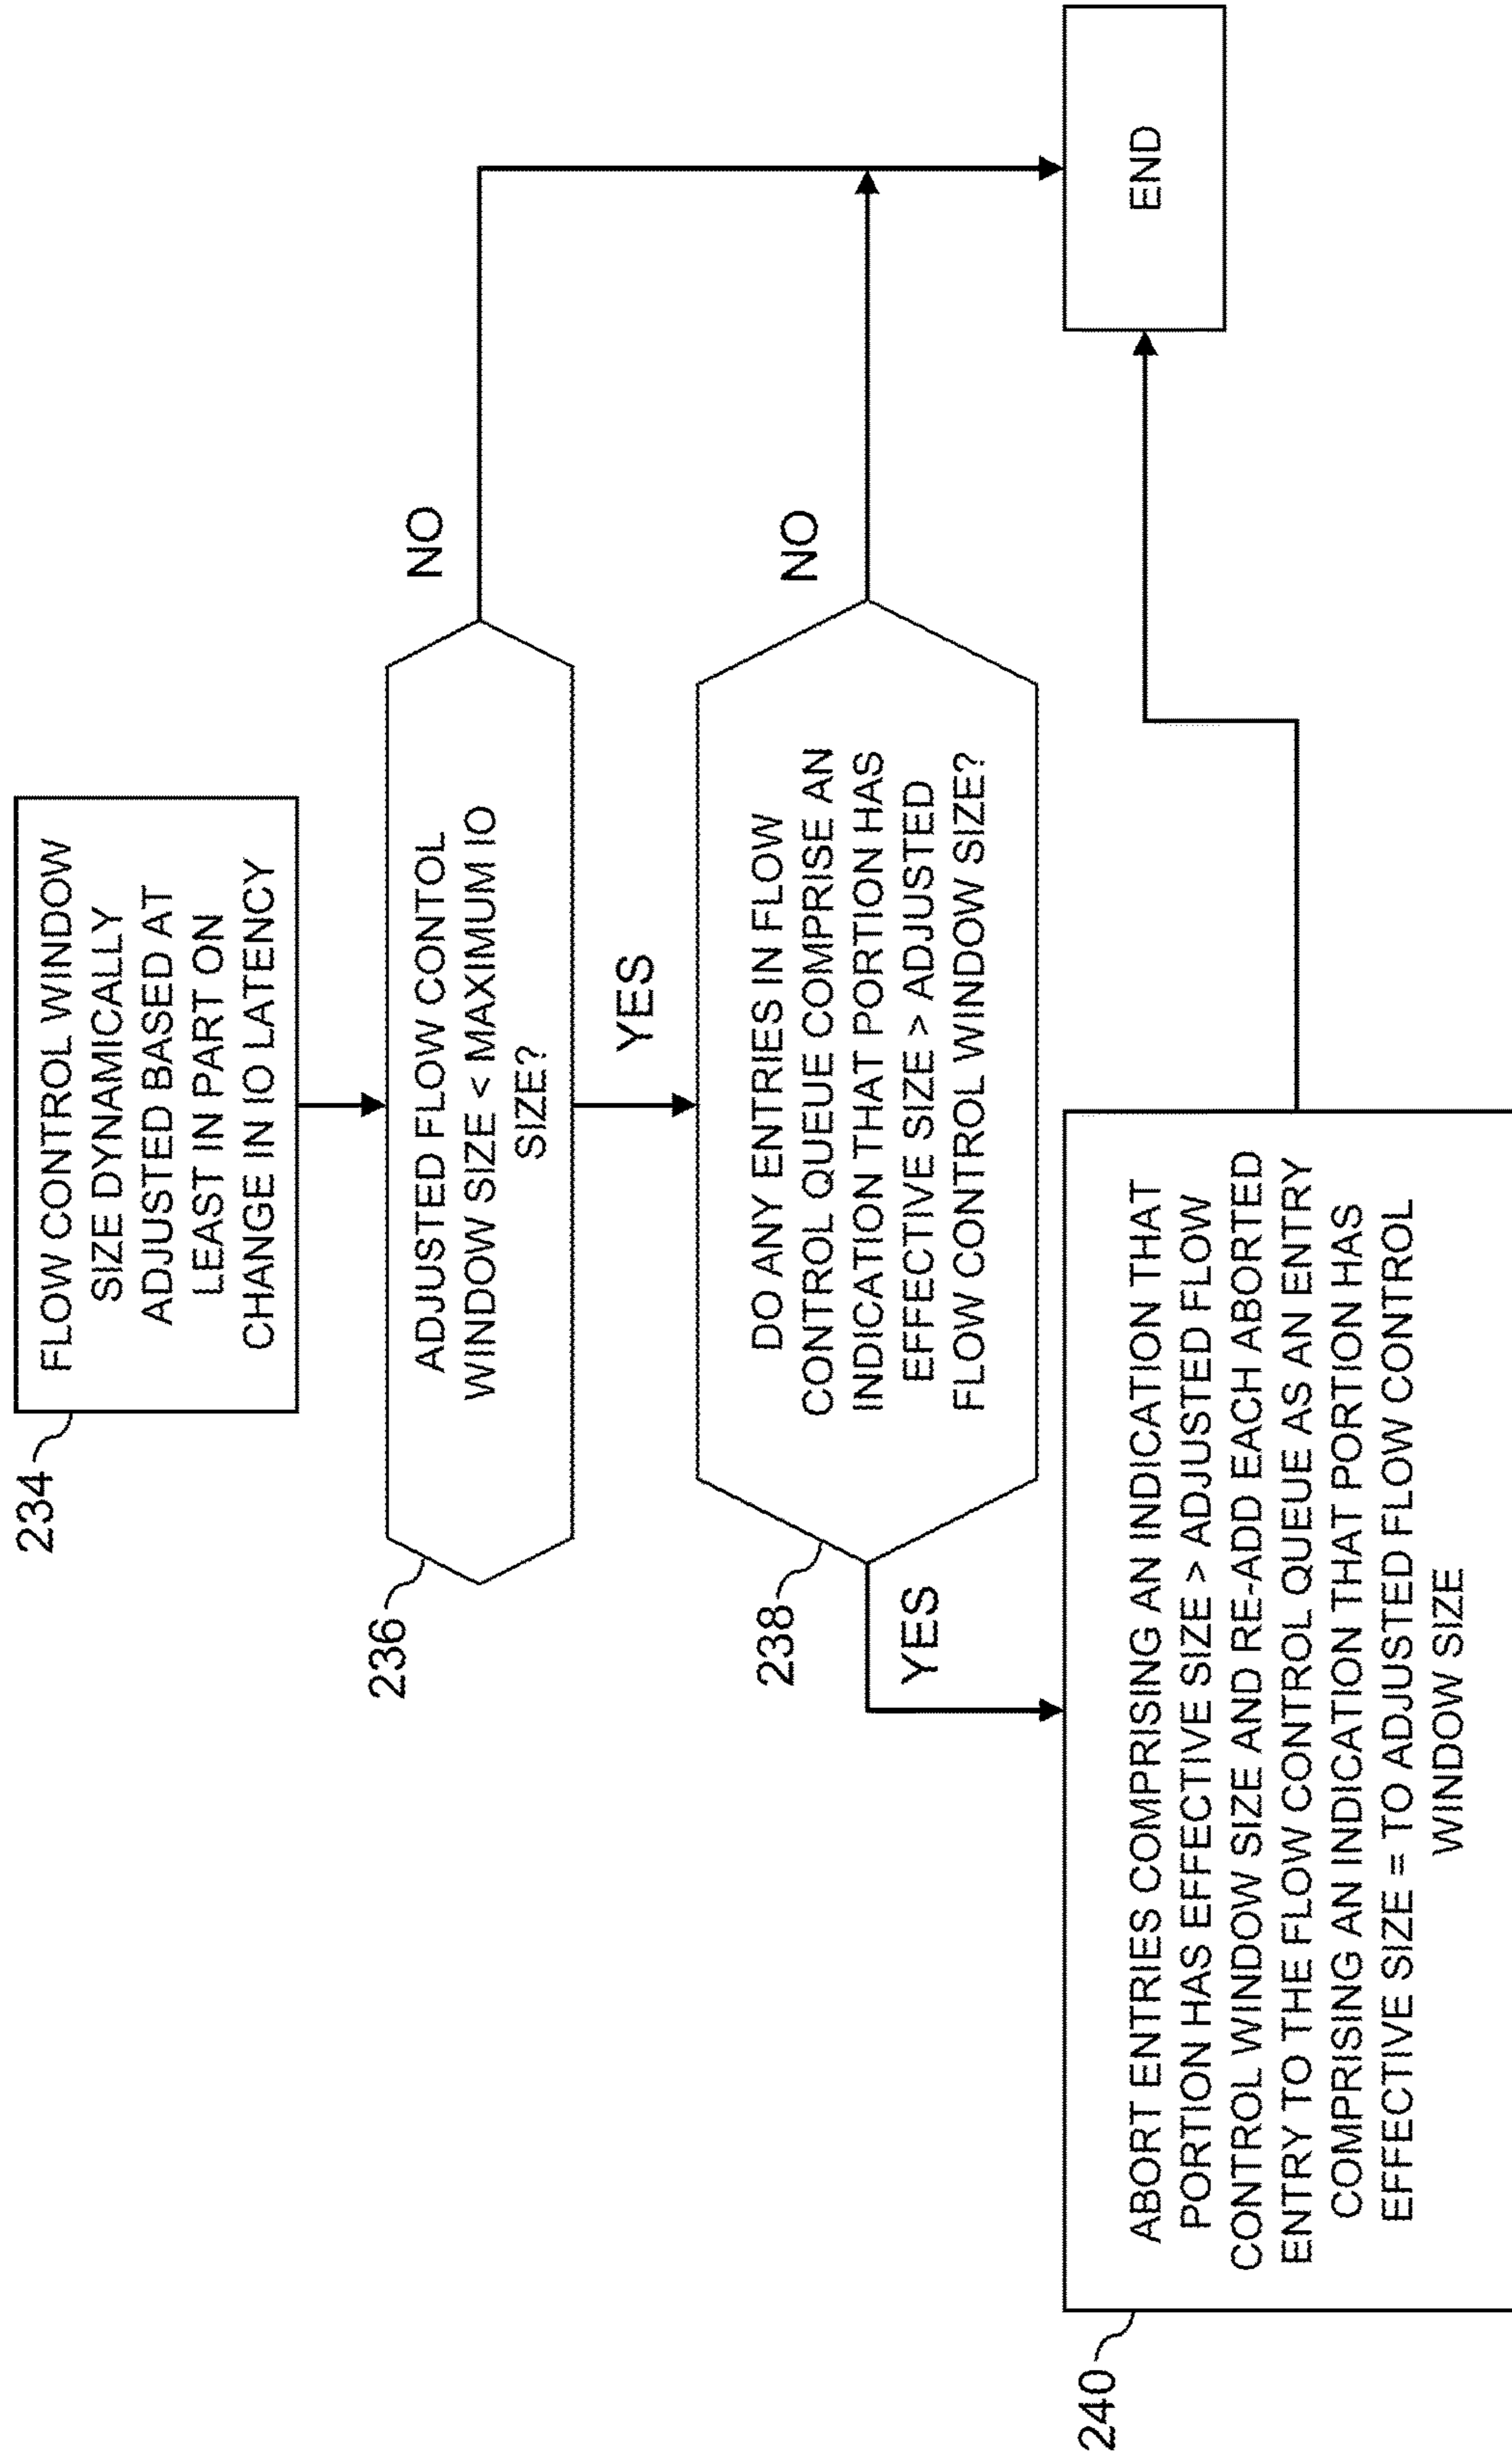 234
FLOW CONTROL WINDOW
SIZE DYNAMICALLY
ADJUSTED BASED AT
LEAST IN PART ON
CHANGE IN IO LATENCY
236
ADJUSTED FLOW CONTOL
WINDOW SIZE < MAXIMUM IO
SIZE?
NO
YES
238
DO ANY ENTRIES IN FLOW
CONTROL QUEUE COMPRISE AN
INDICATION THAT PORTION HAS
EFFECTIVE SIZE > ADJUSTED
FLOW CONTROL WINDOW SIZE?
NO
YES
240
ABORT ENTRIES COMPRISING AN INDICATION THAT
PORTION HAS EFFECTIVE SIZE > ADJUSTED FLOW
CONTROL WINDOW SIZE AND RE-ADD EACH ABORTED
ENTRY TO THE FLOW CONTROL QUEUE AS AN ENTRY
COMPRISING AN INDICATION THAT PORTION HAS
EFFECTIVE SIZE = TO ADJUSTED FLOW CONTROL
WINDOW SIZE
END